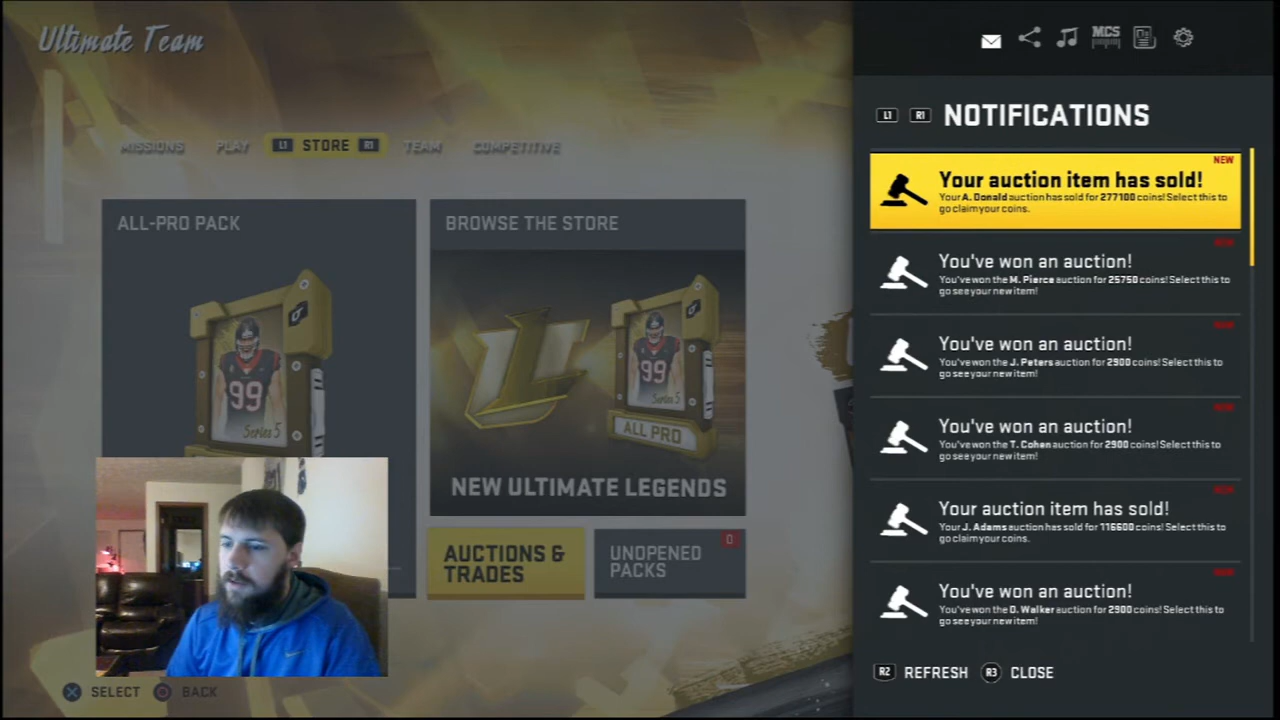 Ultimate Team
MCS
L1 R1 NOTIFICATIONS
MISSIONS PLAY L1 STORE R1 TEAM COMPETITIVE
ALL-PRO PACK
99
Series 5
BROWSE THE STORE
99
Series 5
ALL PRO
NEW ULTIMATE LEGENDS
AUCTIONS &
TRADES
UNOPENED
PACKS
0
NEW
Your auction item has sold!
Your A. Donald auction has sold for 277100 coins! Select this to
go claim your coins.
NEW
You've won an auction!
You've won the M. Pierce auction for 25750 coins! Select this to
go see your new item!
NEW
You've won an auction!
You've won the J. Peters auction for 2900 coins! Select this to
go see your new item!
NEW
You've won an auction!
You've won the T. Cohen auction for 2900 coins! Select this to
go see your new item!
NEW
Your auction item has sold!
Your J. Adams auction has sold for 116600 coins! Select this to
go claim your coins.
NEW
You've won an auction!
You've won the D. Walker auction for 2900 coins! Select this to
go see your new item!
SELECT BACK
R2 REFRESH R3 CLOSE